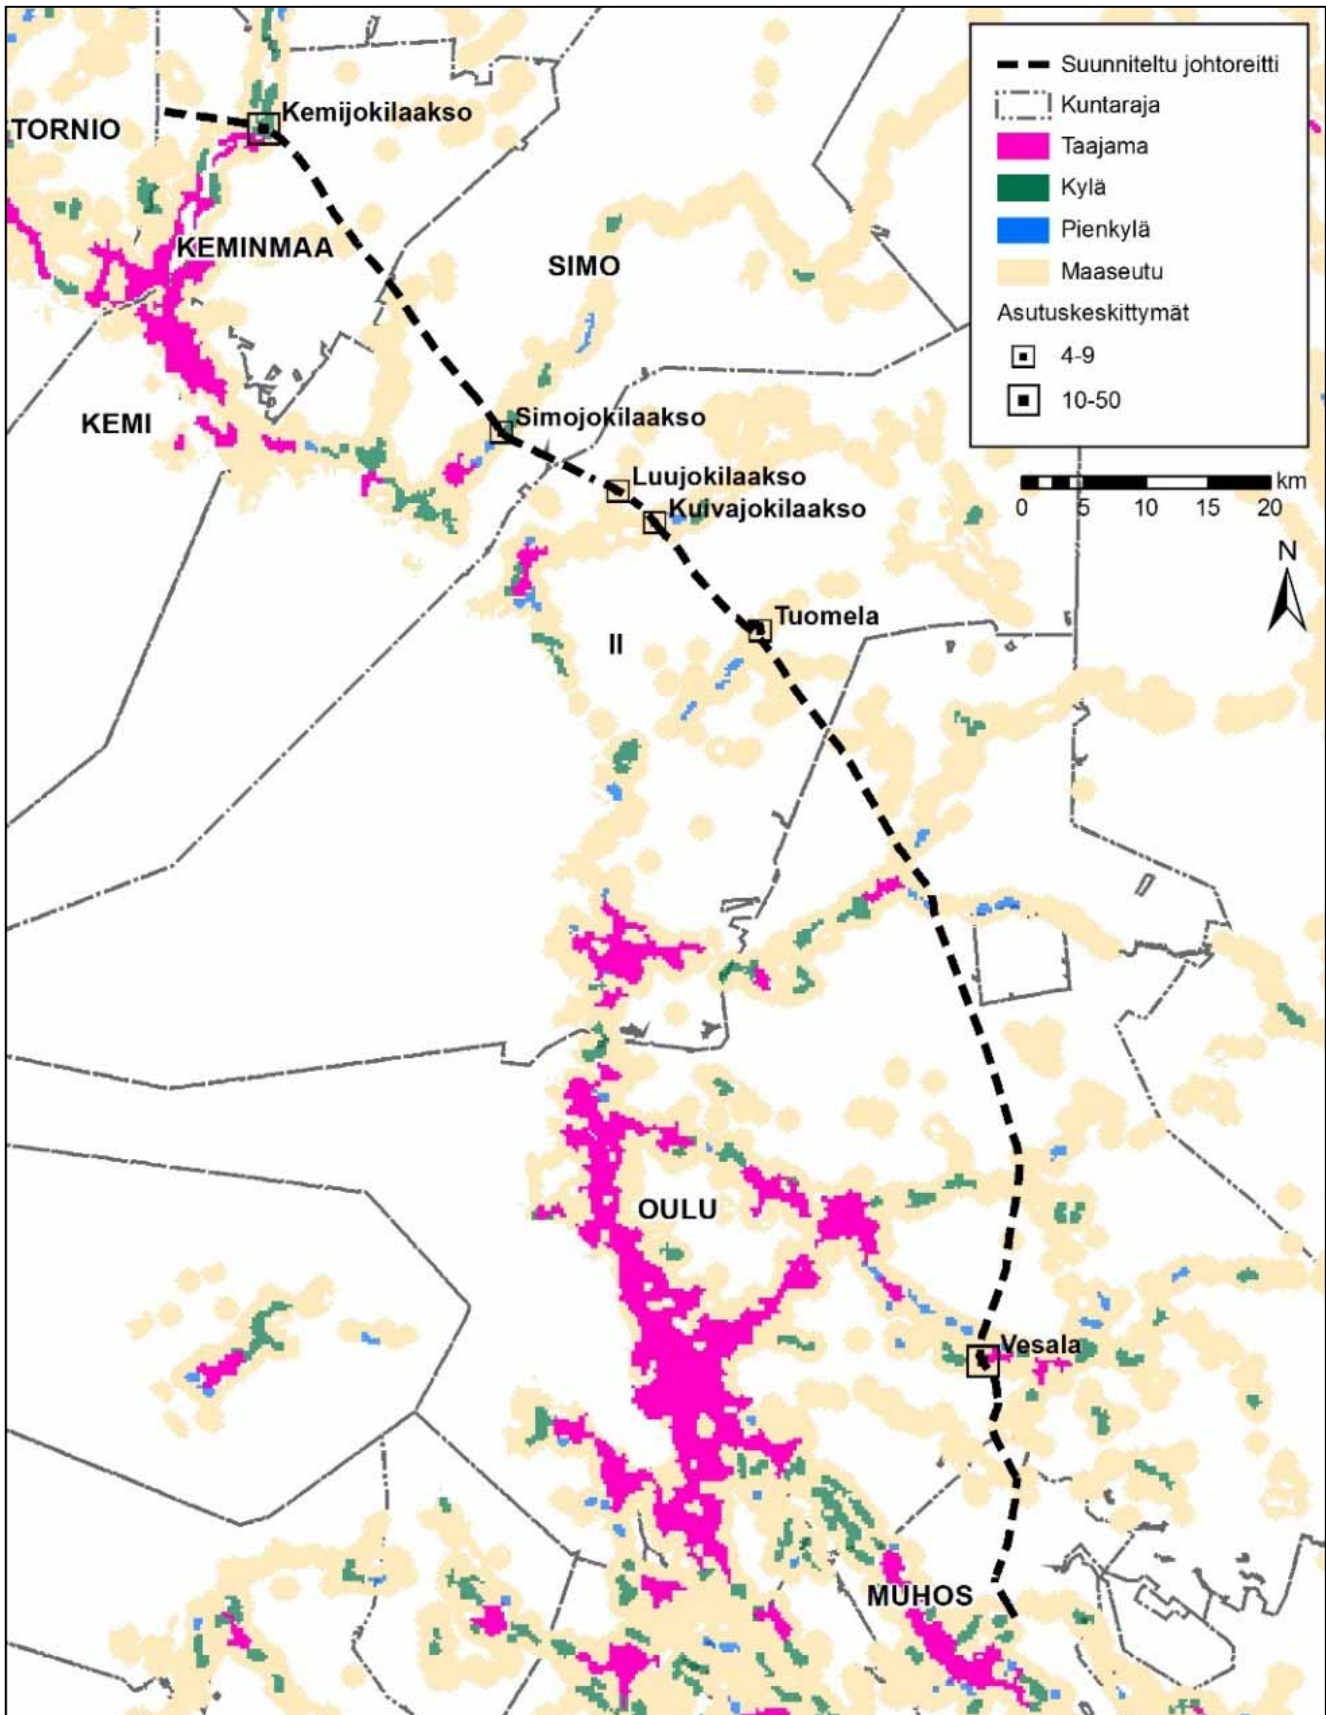 Suunniteltu johtoreitti
Kuntaraja
Taajama
Kylä
Pienkylä
Maaseutu
Asutuskeskittymät
4-9
10-50
km
0 5 10 15 20
N
Kemijokilaakso
TORNIO
KEMINMAA
SIMO
KEMI
Simojokilaakso
Luujokilaakso
Kuivajokilaakso
Tuomela
II
OULU
Vesala
MUHOS